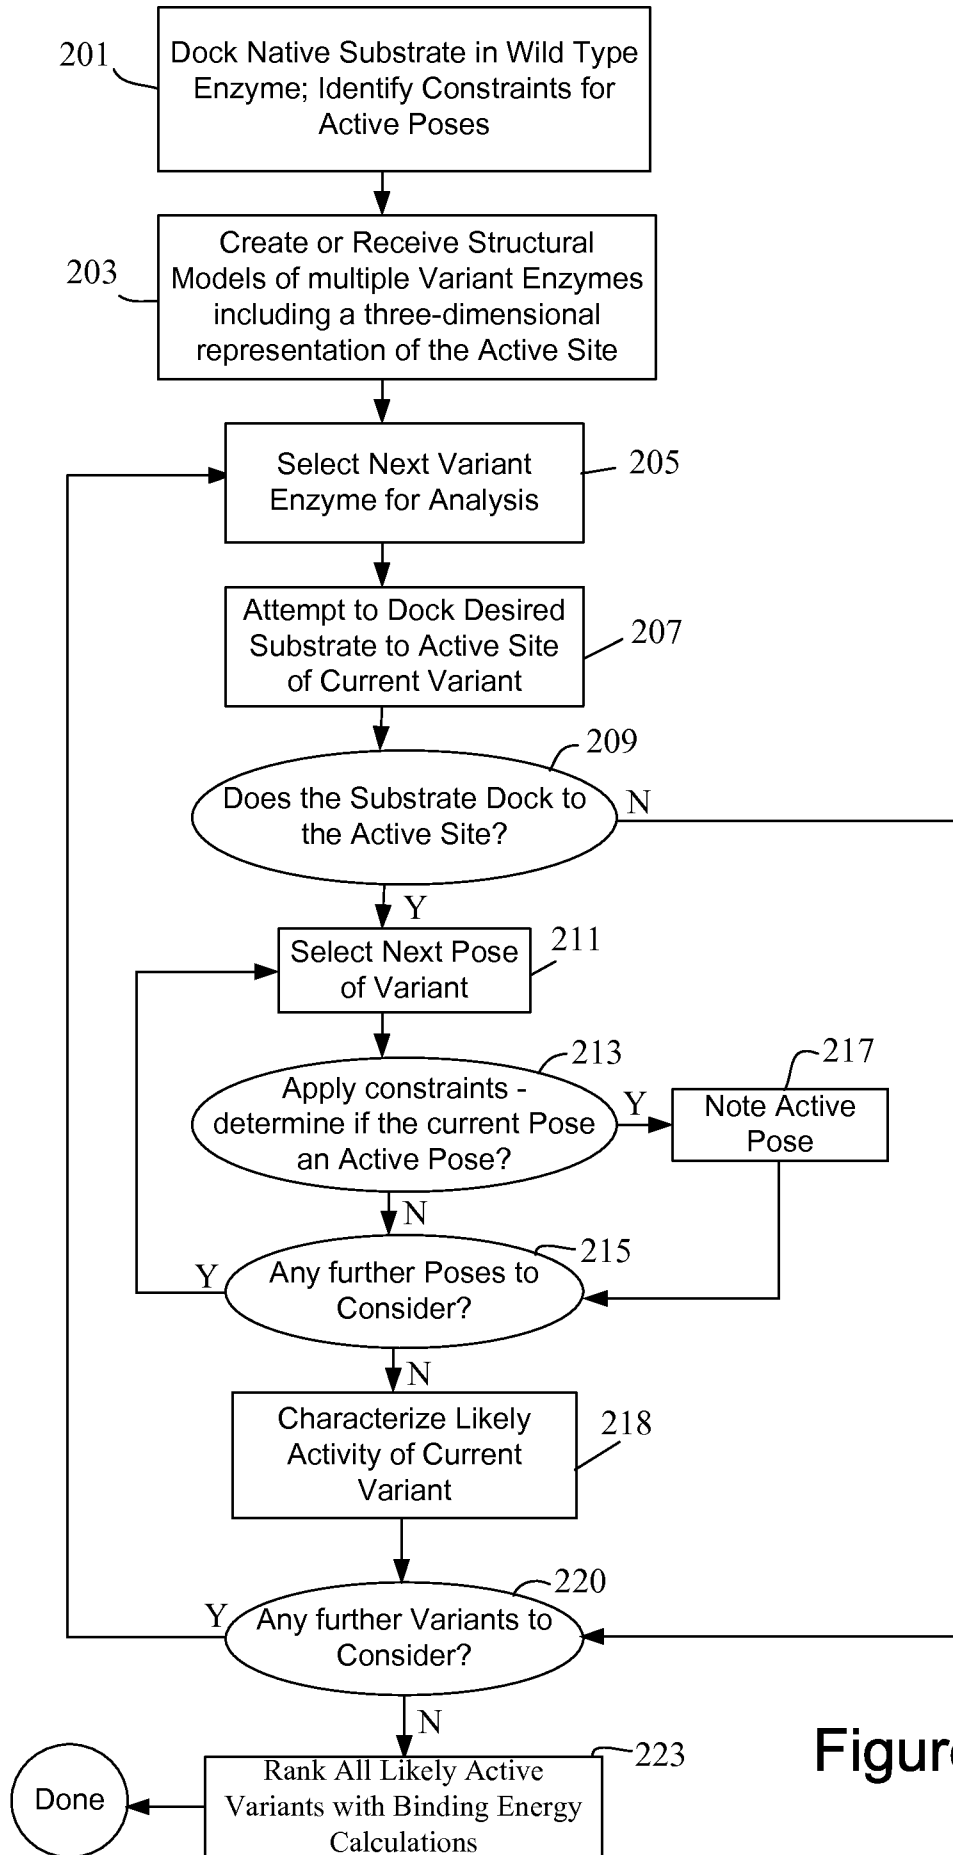 201
Dock Native Substrate in Wild Type
Enzyme; Identify Constraints for
Active Poses
203
Create or Receive Structural
Models of multiple Variant Enzymes
including a three-dimensional
representation of the Active Site
Select Next Variant
Enzyme for Analysis
205
Attempt to Dock Desired
Substrate to Active Site
of Current Variant
207
209
Does the Substrate Dock to
the Active Site?
N
Y
Select Next Pose
of Variant
211
213
Apply constraints -
determine if the current Pose
an Active Pose?
Y
217
Note Active
Pose
N
215
Any further Poses to
Consider?
Y
N
Characterize Likely
Activity of Current
Variant
218
220
Any further Variants to
Consider?
Y
N
223
Rank All Likely Active
Variants with Binding Energy
Calculations
Done
Figure